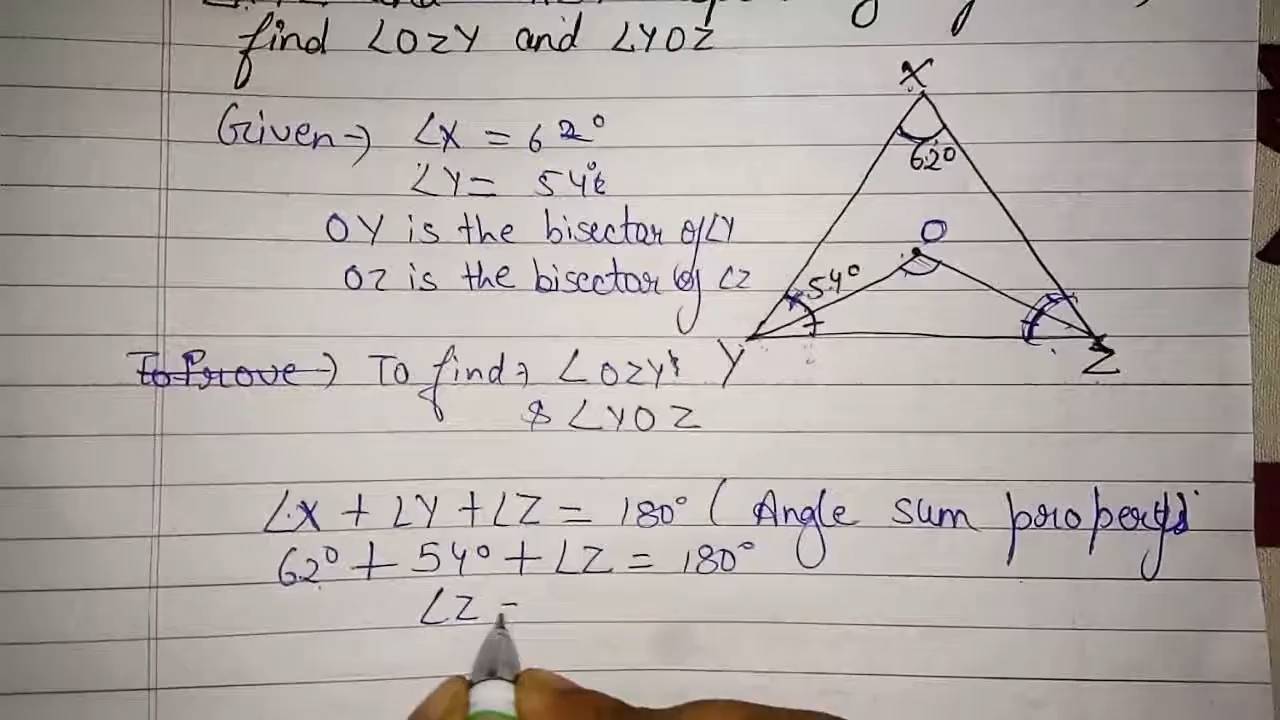 find ∠OZY and ∠YOZ
Given→) ∠X = 62°
∠Y = 54°
OY is the bisector of ∠Y
OZ is the bisector of ∠Z
To Prove →) To find→ ∠OZY
& ∠YOZ
∠X + ∠Y + ∠Z = 180° ( Angle sum property)
62° + 54° + ∠Z = 180°
∠Z =
X
62°
O
54°
Y
Z